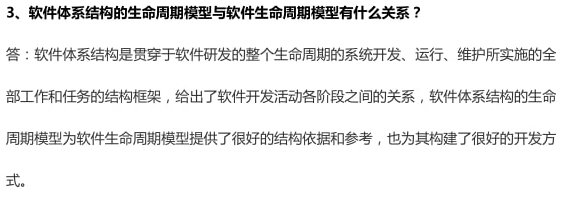 3、软件体系结构的生命周期模型与软件生命周期模型有什么关系？
答：软件体系结构是贯穿于软件研发的整个生命周期的系统开发、运行、维护所实施的全
部工作和任务的结构框架，给出了软件开发活动各阶段之间的关系，软件体系结构的生命
周期模型为软件生命周期模型提供了很好的结构依据和参考，也为其构建了很好的开发方
式。